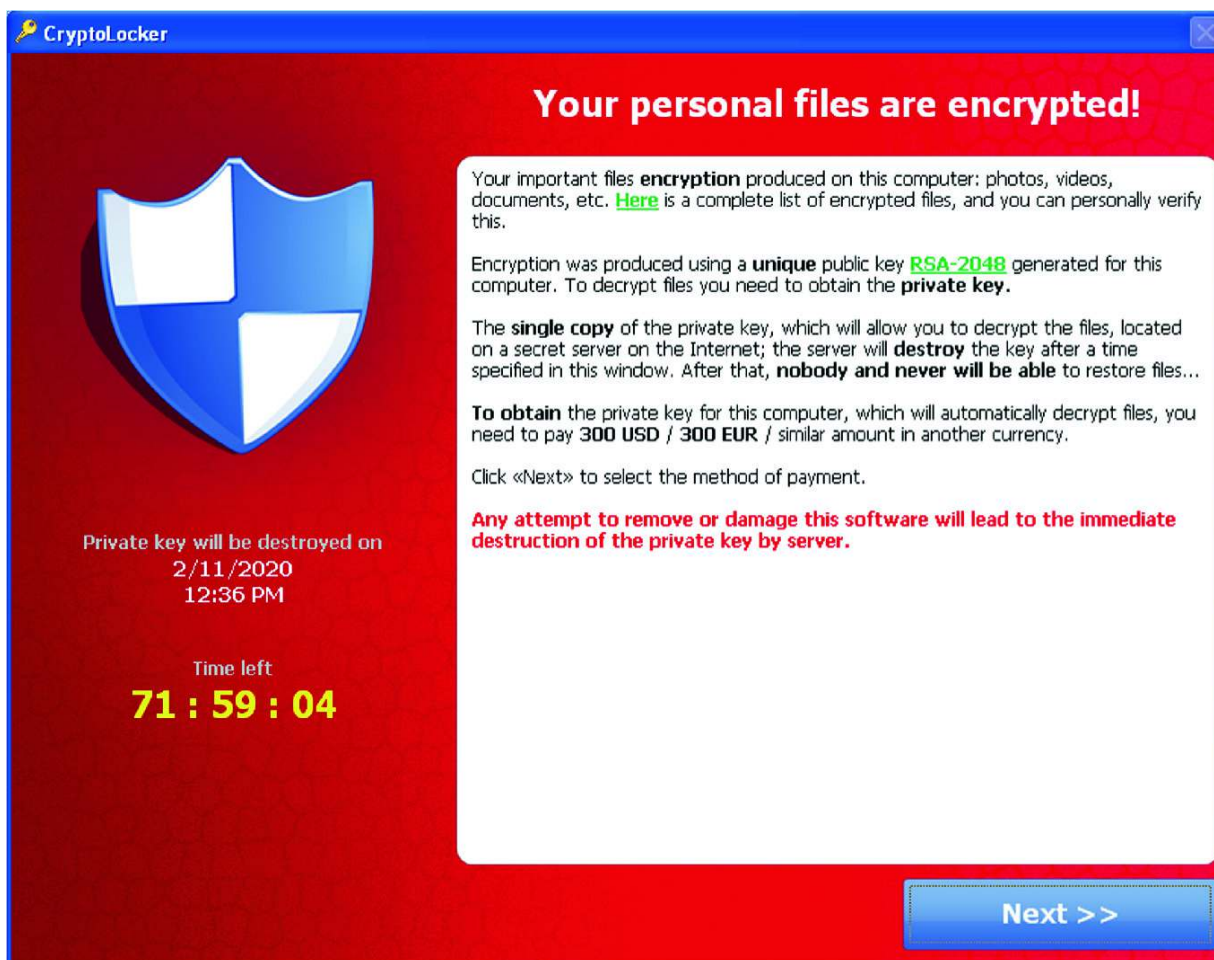 CryptoLocker
Your personal files are encrypted!
Your important files encryption produced on this computer: photos, videos,
documents, etc. Here is a complete list of encrypted files, and you can personally verify
this.
Encryption was produced using a unique public key RSA-2048 generated for this
computer. To decrypt files you need to obtain the private key.
The single copy of the private key, which will allow you to decrypt the files, located
on a secret server on the Internet; the server will destroy the key after a time
specified in this window. After that, nobody and never will be able to restore files...
To obtain the private key for this computer, which will automatically decrypt files, you
need to pay 300 USD / 300 EUR / similar amount in another currency.
Click «Next» to select the method of payment.
Any attempt to remove or damage this software will lead to the immediate
destruction of the private key by server.
Private key will be destroyed on
2/11/2020
12:36 PM
Time left
71 : 59 : 04
Next >>